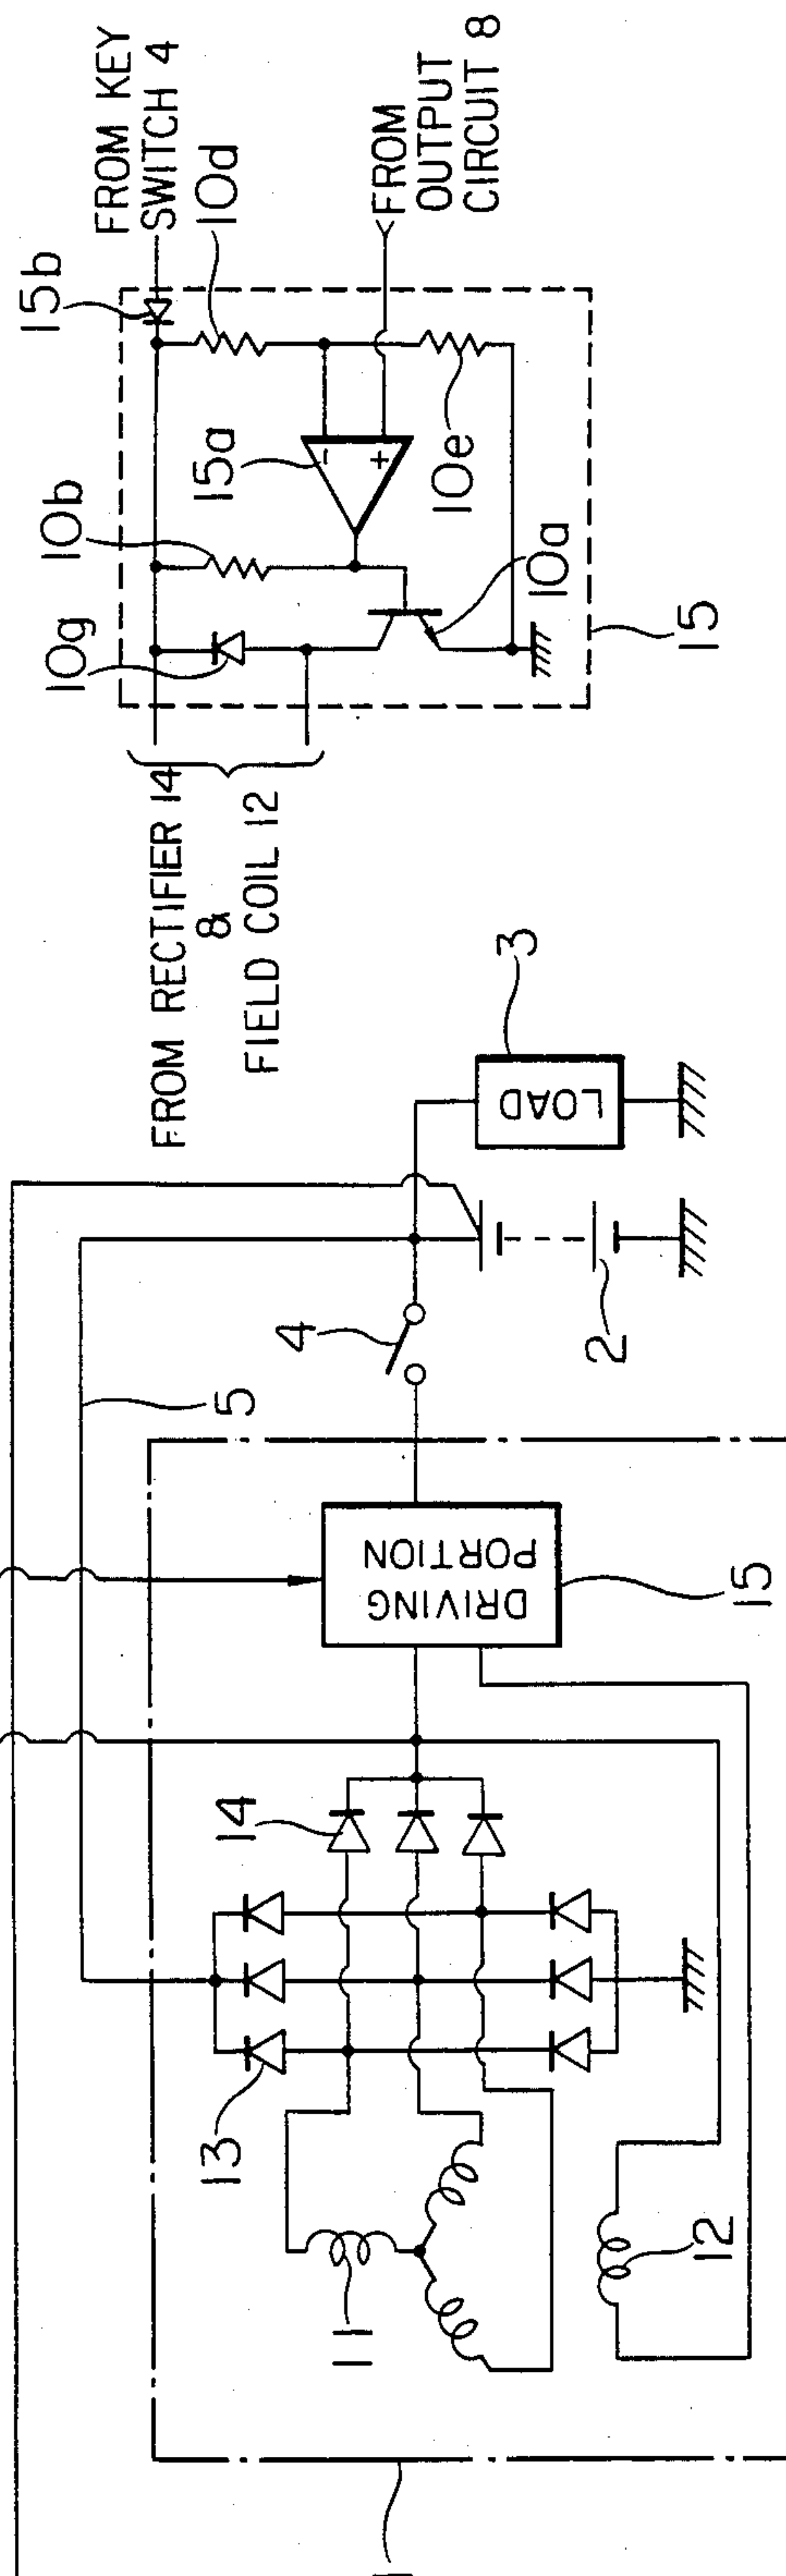 FROM KEY
SWITCH 4
15b
10d
FROM
OUTPUT
CIRCUIT 8
15a
-
+
10b
10e
10g
10a
15
FROM RECTIFIER 14
&
FIELD COIL 12
3
LOAD
4
2
5
DRIVING
PORTION
15
14
13
11
12